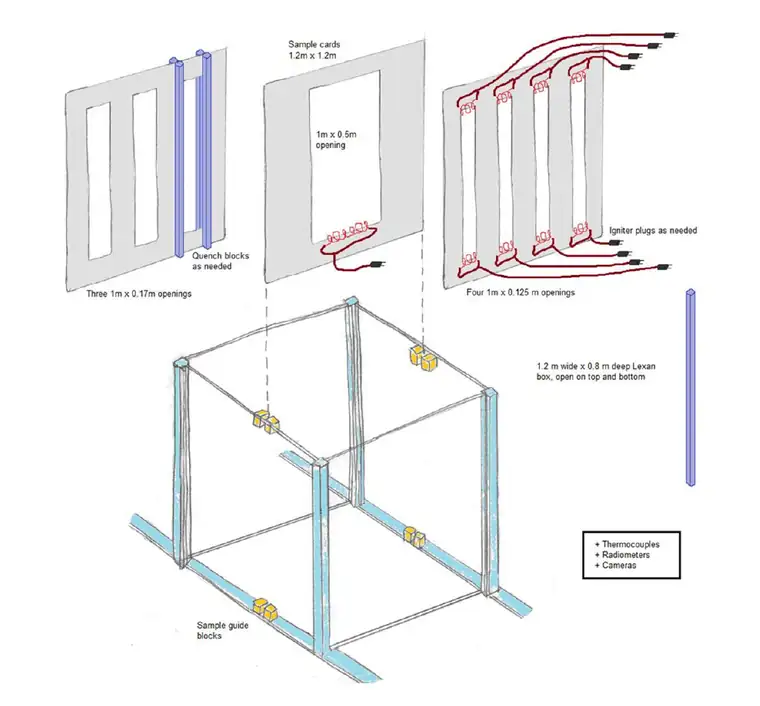 Sample cards
1.2m x 1.2m
1m x 0.5m
opening
Quench blocks
as needed
Igniter plugs as needed
Three 1m x 0.17m openings
Four 1m x 0.125 m openings
1.2 m wide x 0.8 m deep Lexan
box, open on top and bottom
+ Thermocouples
+ Radiometers
+ Cameras
Sample guide
blocks